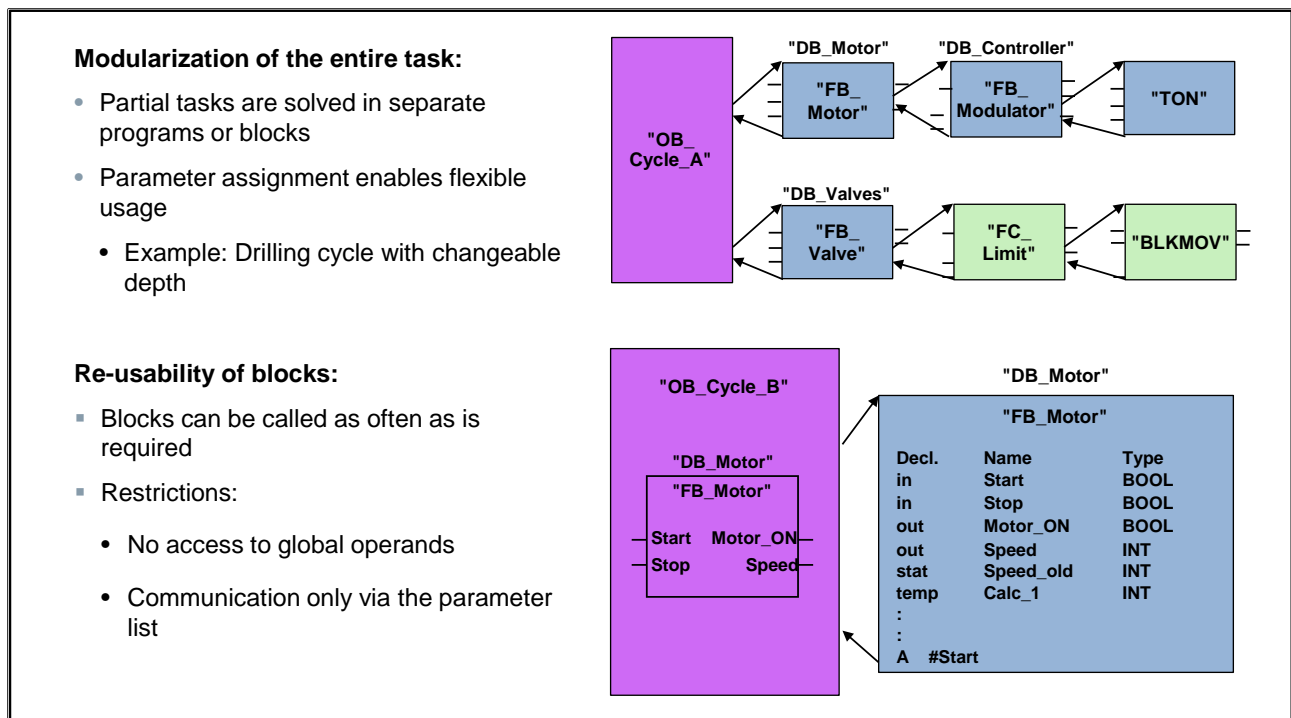 Modularization of the entire task:
• Partial tasks are solved in separate
programs or blocks
• Parameter assignment enables flexible
usage
• Example: Drilling cycle with changeable
depth
"OB_
Cycle_A"
"DB_Motor"
"FB_
Motor"
"DB_Controller"
"FB_
Modulator"
"TON"
"DB_Valves"
"FB_
Valve"
"FC_
Limit"
"BLKMOV"
Re-usability of blocks:
▪ Blocks can be called as often as is
required
▪ Restrictions:
• No access to global operands
• Communication only via the parameter
list
"OB_Cycle_B"
"DB_Motor"
"FB_Motor"
Start Motor_ON
Stop Speed
"DB_Motor"
"FB_Motor"
Decl. Name Type
in Start BOOL
in Stop BOOL
out Motor_ON BOOL
out Speed INT
stat Speed_old INT
temp Calc_1 INT
:
:
A #Start